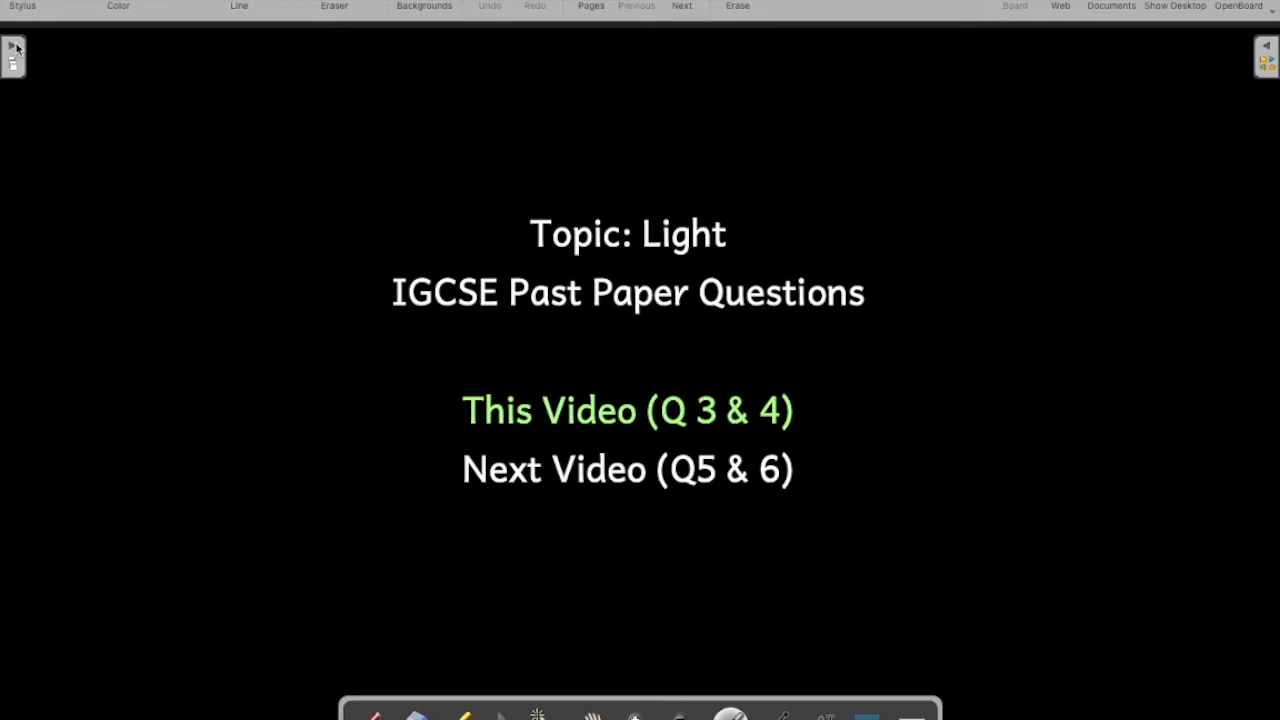 Stylus Color Line Eraser Backgrounds Undo Redo Pages Previous Next Erase Board Web Documents Show Desktop OpenBoard
Topic: Light
IGCSE Past Paper Questions
This Video (Q 3 & 4)
Next Video (Q5 & 6)